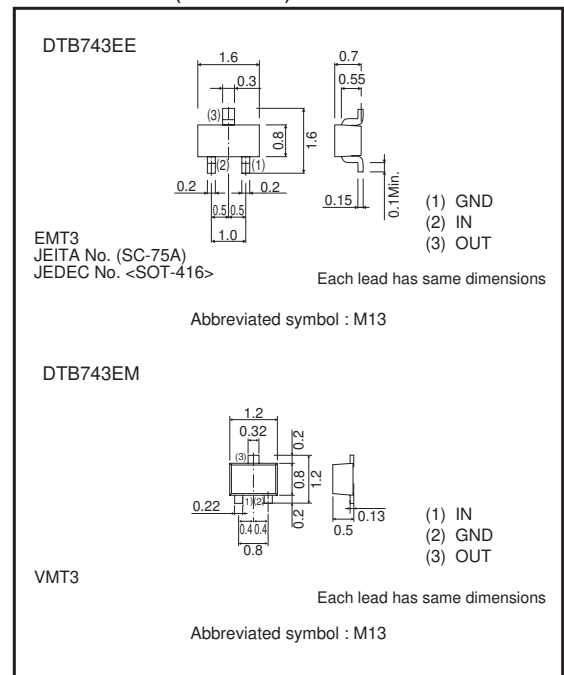 DTB743EE
1.6
0.3
(3)
0.8
1.6
(2)
(1)
0.2
0.2
0.5
0.5
1.0
0.7
0.55
0.15
0.1Min.
(1) GND
(2) IN
(3) OUT
EMT3
JEITA No. (SC-75A)
JEDEC No. <SOT-416>
Each lead has same dimensions
Abbreviated symbol : M13
DTB743EM
1.2
0.32
0.2
(3)
0.8
1.2
0.22
(1)
(2)
0.2
0.4
0.4
0.8
0.13
0.5
(1) IN
(2) GND
(3) OUT
VMT3
Each lead has same dimensions
Abbreviated symbol : M13